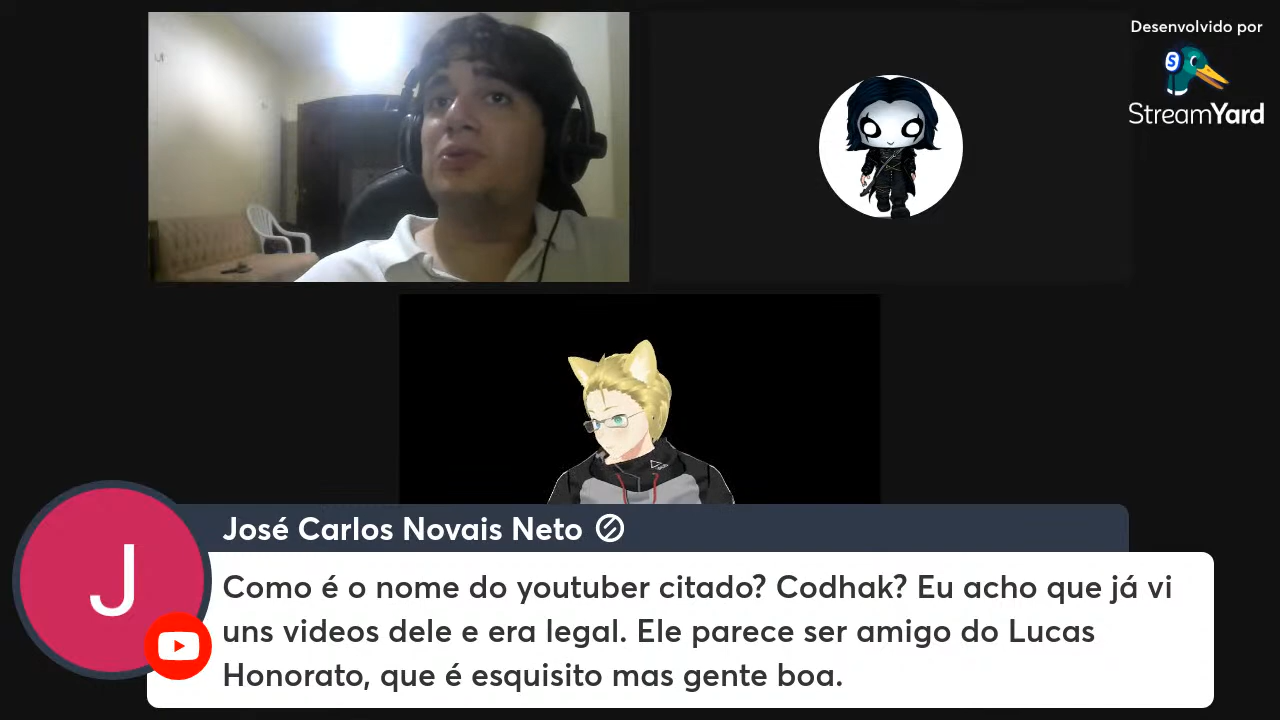 Desenvolvido por
StreamYard
José Carlos Novais Neto
J
Como é o nome do youtuber citado? Codhak? Eu acho que já vi
uns videos dele e era legal. Ele parece ser amigo do Lucas
Honorato, que é esquisito mas gente boa.